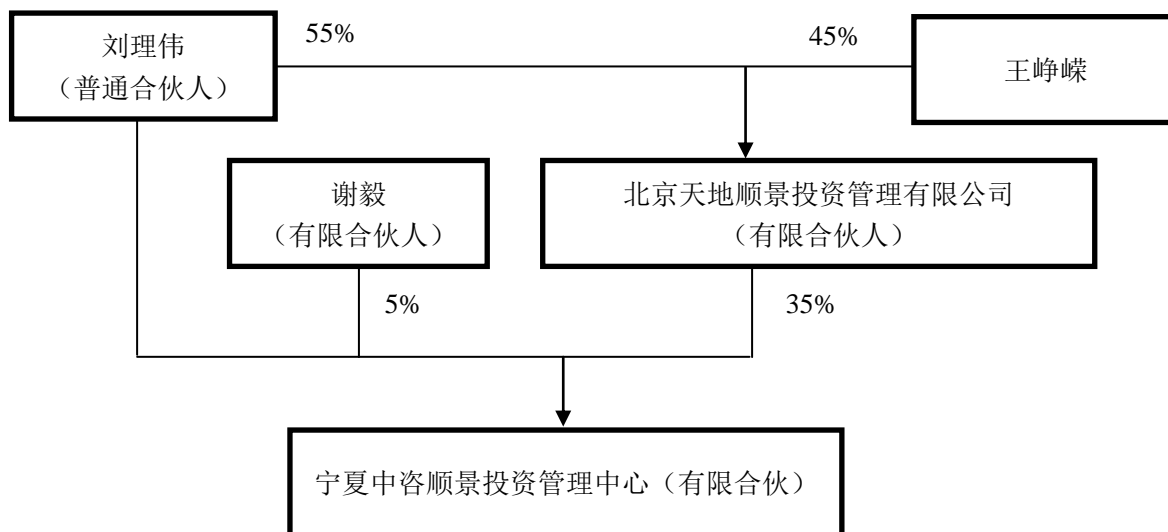 刘理伟
（普通合伙人）
55%
45%
王峥嵘
谢毅
（有限合伙人）
北京天地顺景投资管理有限公司
（有限合伙人）
5%
35%
宁夏中咨顺景投资管理中心（有限合伙）